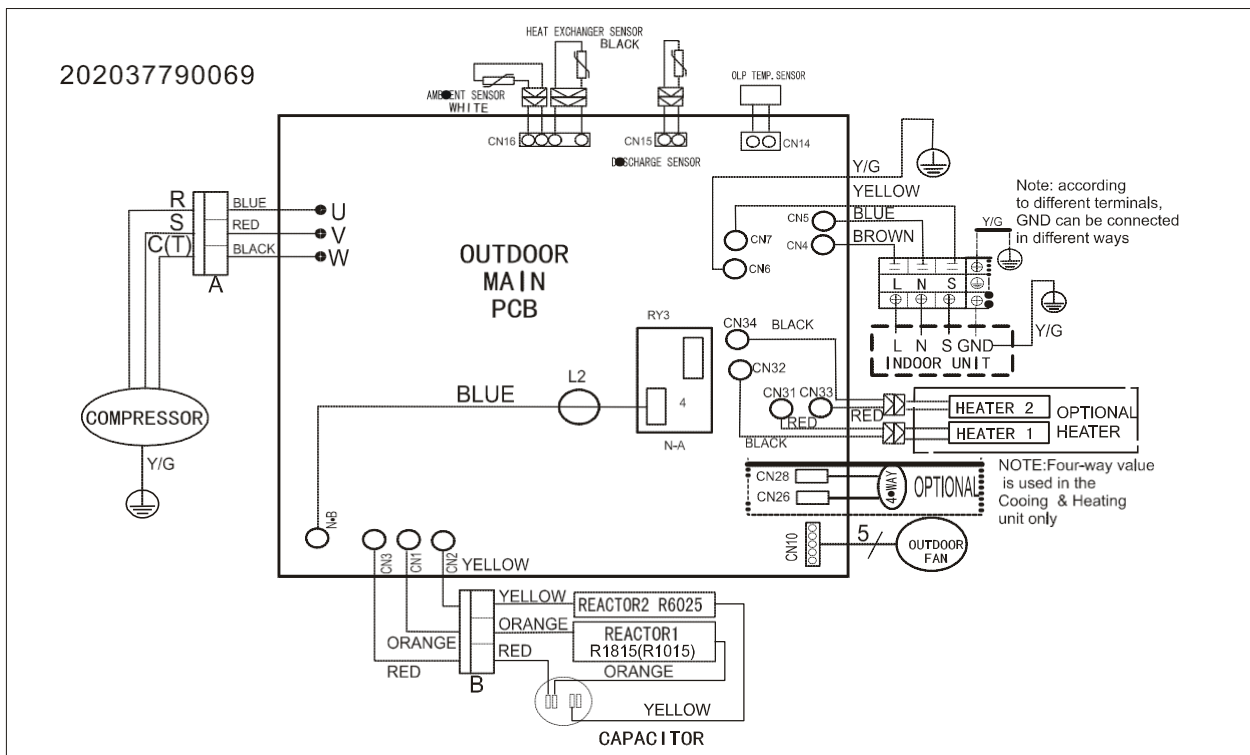 202037790069
HEAT EXCHANGER SENSOR
BLACK
AMBIENT SENSOR
WHITE
OLP TEMP. SENSOR
CN16
CN15
CN14
DISCHARGE SENSOR
R
S
C(T)
BLUE
RED
BLACK
A
U
V
W
OUTDOOR
MAIN
PCB
Y/G
YELLOW
BLUE
BROWN
CN5
CN4
CN7
CN6
Note: according
to different terminals,
GND can be connected
in different ways
Y/G
L N S
L N S GND
INDOOR UNIT
Y/G
RY3
4
N-A
L2
BLUE
N•B
CN34
BLACK
CN32
CN31
CN33
RED
RED
BLACK
HEATER 2
HEATER 1
OPTIONAL
HEATER
CN28
CN26
4•WAY
OPTIONAL
NOTE:Four-way value
is used in the
Cooing & Heating
unit only
CN10
5
OUTDOOR
FAN
COMPRESSOR
Y/G
CN3
CN1
CN2
YELLOW
ORANGE
RED
B
YELLOW
ORANGE
RED
REACTOR2 R6025
REACTOR1
R1815(R1015)
ORANGE
YELLOW
CAPACITOR